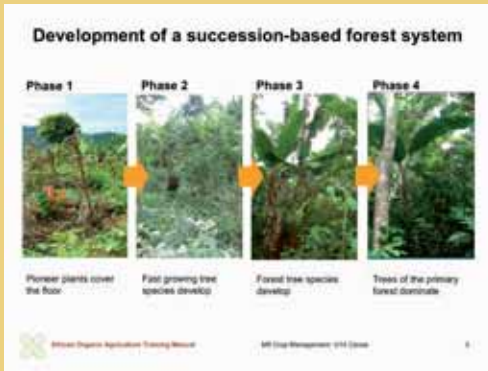 Development of a succession-based forest system
Phase 1
Phase 2
Phase 3
Phase 4
Pioneer plants cover
the floor
Fast growing tree
species develop
Forest tree species
develop
Trees of the primary
forest dominate
African Organic Agriculture Training Manual
M9 Crop Management: U14 Cocoa